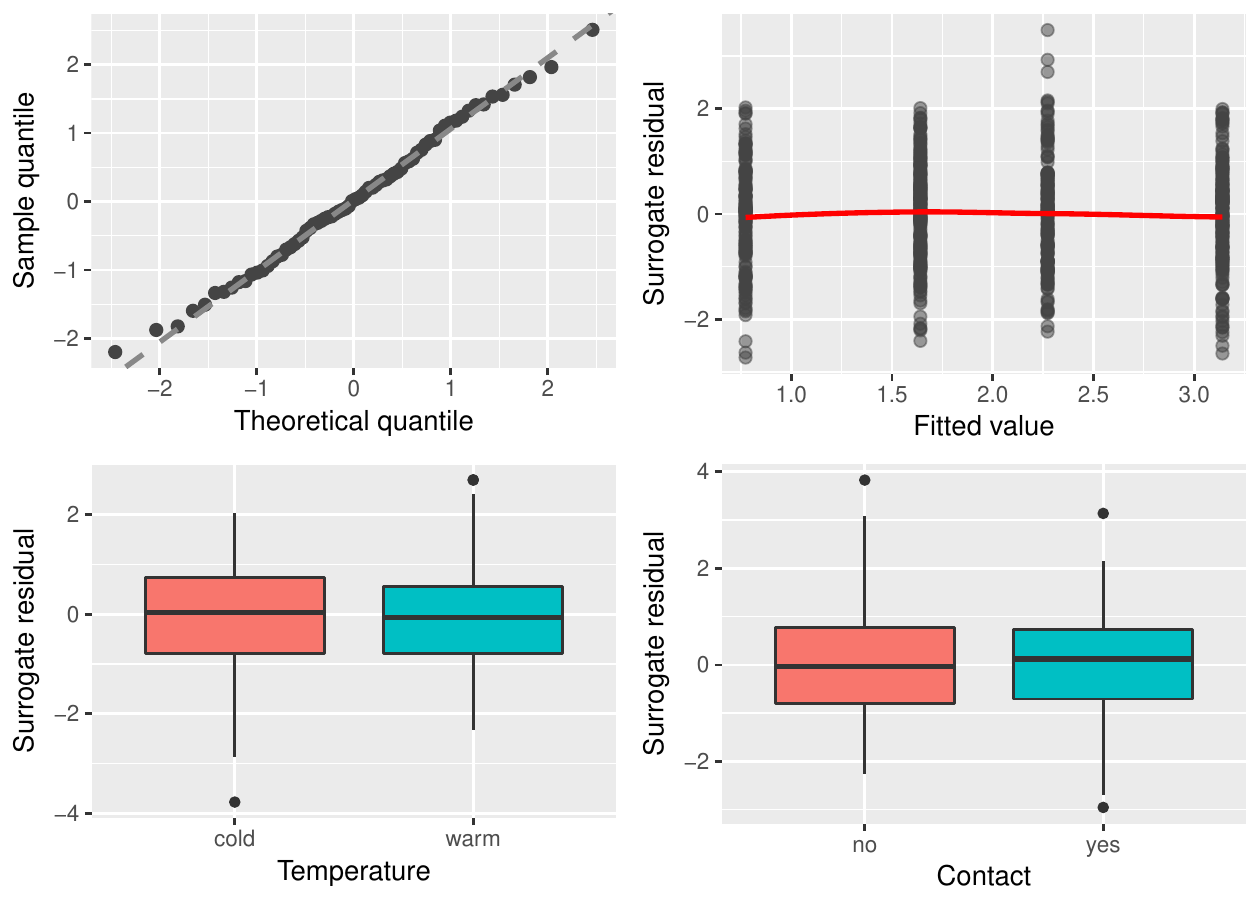 Sample quantile
2
1
0
−1
−2
−2 −1 0 1 2
Theoretical quantile
Surrogate residual
2
0
−2
1.0 1.5 2.0 2.5 3.0
Fitted value
Surrogate residual
2
0
−2
−4
cold warm
Temperature
Surrogate residual
4
2
0
−2
no yes
Contact